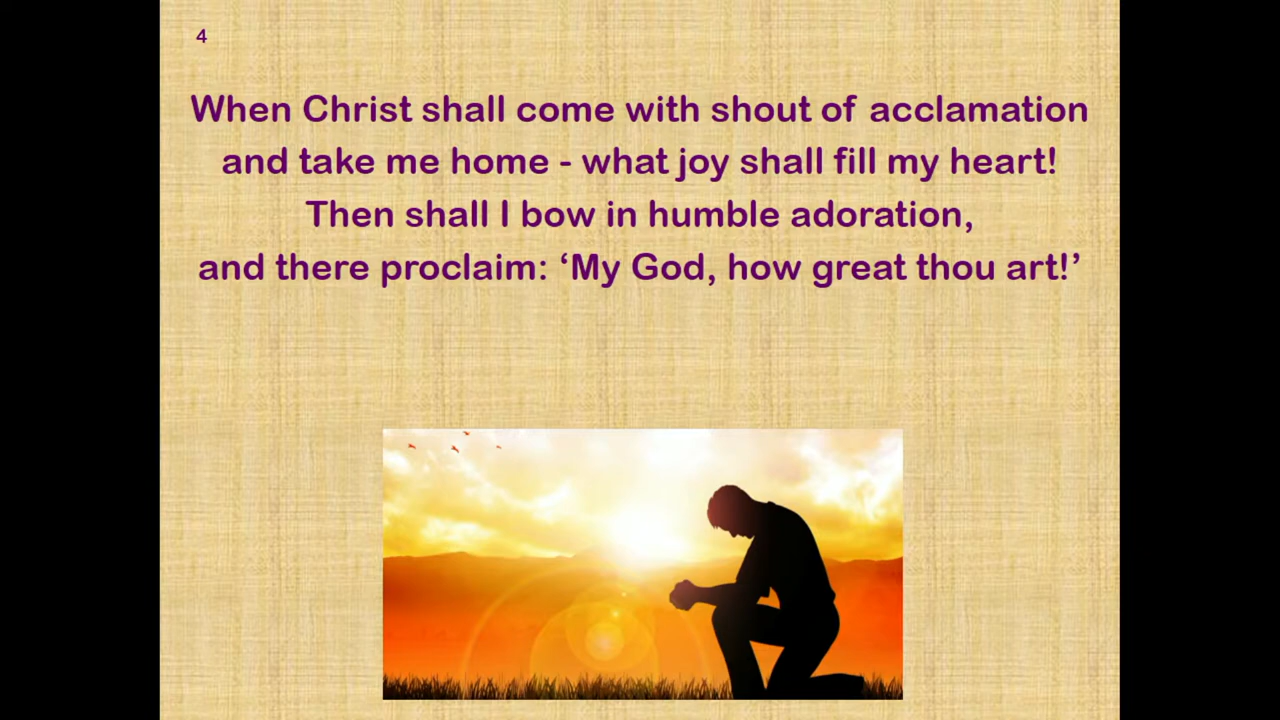 4
When Christ shall come with shout of acclamation
and take me home - what joy shall fill my heart!
Then shall I bow in humble adoration,
and there proclaim: ‘My God, how great thou art!’